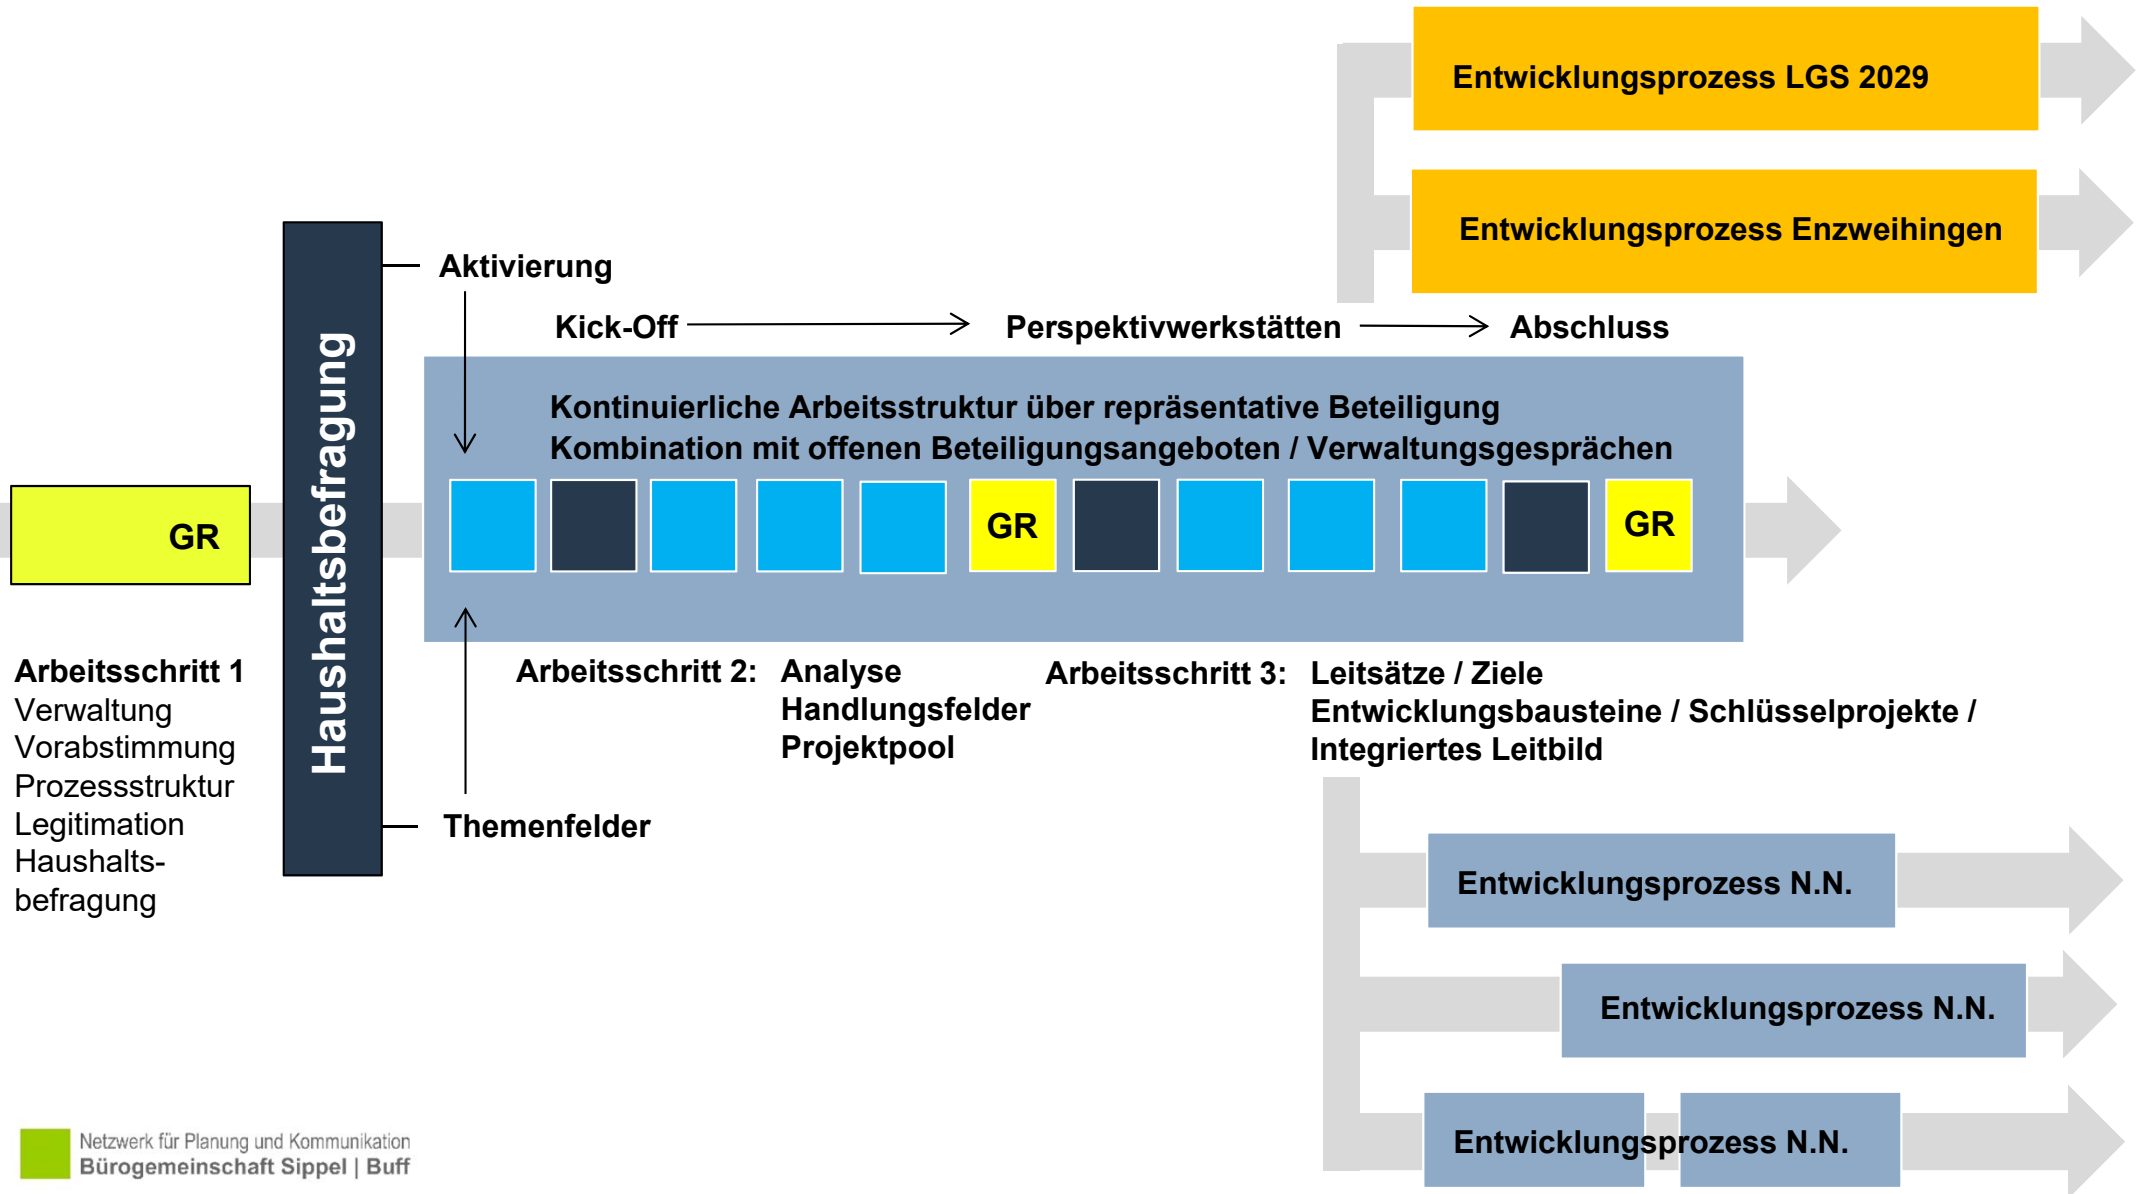 Entwicklungsprozess LGS 2029
Entwicklungsprozess Enzweihingen
Aktivierung
Kick-Off
Perspektivwerkstätten
Abschluss
Haushaltsbefragung
Kontinuierliche Arbeitsstruktur über repräsentative Beteiligung
Kombination mit offenen Beteiligungsangeboten / Verwaltungsgesprächen
GR
GR
GR
Arbeitsschritt 1
Verwaltung
Vorabstimmung
Prozessstruktur
Legitimation
Haushalts-
befragung
Arbeitsschritt 2:
Analyse
Handlungsfelder
Projektpool
Arbeitsschritt 3:
Leitsätze / Ziele
Entwicklungsbausteine / Schlüsselprojekte /
Integriertes Leitbild
Themenfelder
Entwicklungsprozess N.N.
Entwicklungsprozess N.N.
Entwicklungsprozess N.N.
Netzwerk für Planung und Kommunikation
Bürogemeinschaft Sippel | Buff